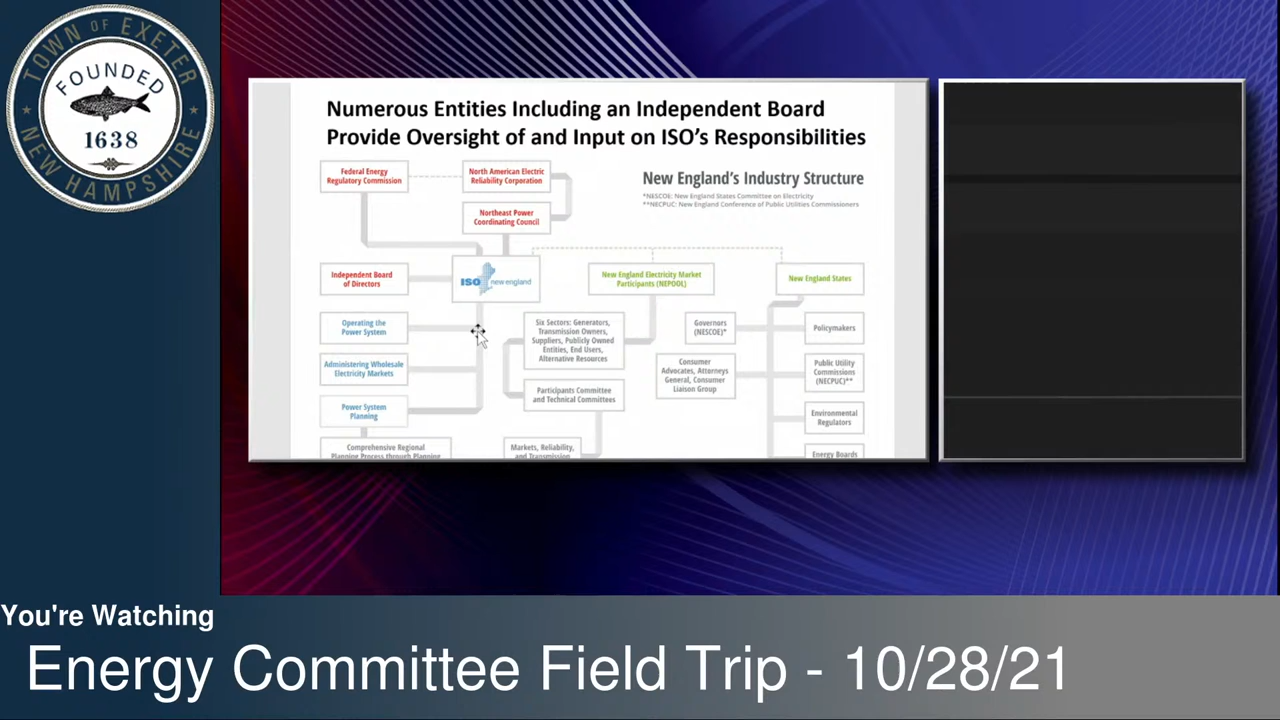 TOWN OF EXETER
FOUNDED
1638
NEW HAMPSHIRE
Numerous Entities Including an Independent Board
Provide Oversight of and Input on ISO's Responsibilities
Federal Energy
Regulatory Commission
North American Electric
Reliability Corporation
New England's Industry Structure
*NESCOE: New England States Committee on Electricity
**NECPUC: New England Conference of Public Utilities Commissioners
Northeast Power
Coordinating Council
Independent Board
of Directors
ISO new england
New England Electricity Market
Participants (NEPOOL)
New England States
Operating the
Power System
Six Sectors: Generators,
Transmission Owners,
Suppliers, Publicly Owned
Entities, End Users,
Alternative Resources
Governors
(NESCOE)*
Policymakers
Administering Wholesale
Electricity Markets
Consumer
Advocates, Attorneys
General, Consumer
Liaison Group
Public Utility
Commissions
(NECPUC)**
Power System
Planning
Participants Committee
and Technical Committees
Environmental
Regulators
Comprehensive Regional
Planning Process through Planning
Markets, Reliability,
and Transmission
Energy Boards
You're Watching
Energy Committee Field Trip - 10/28/21